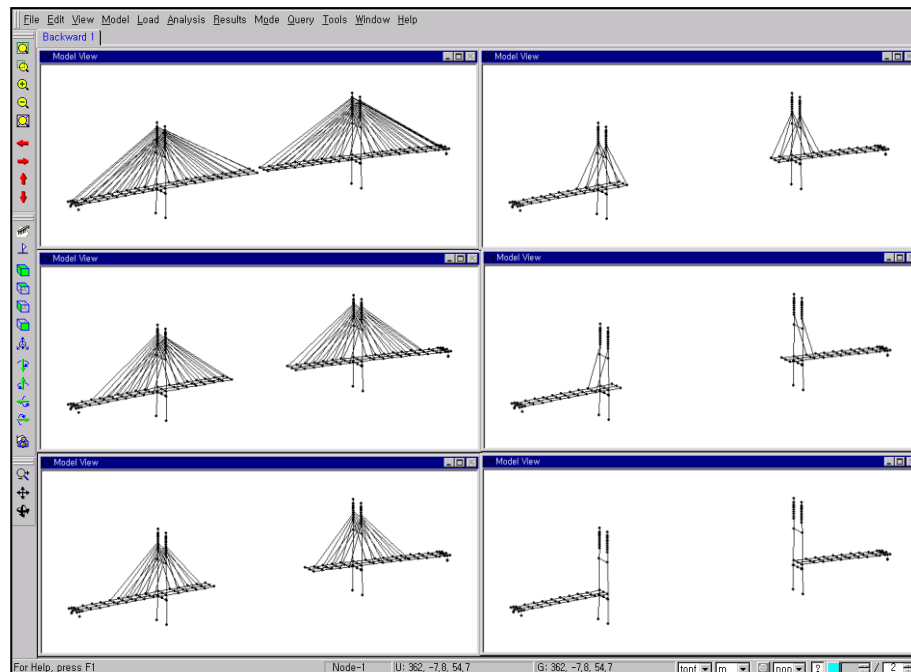 File Edit View Model Load Analysis Results Mode Query Tools Window Help
Backward 1
Model View
Model View
Model View
Model View
Model View
Model View
For Help, press F1
Node-1
U: 362, -7,8, 54,7
G: 362, -7,8, 54,7
tonf
m
non
?
/ 2